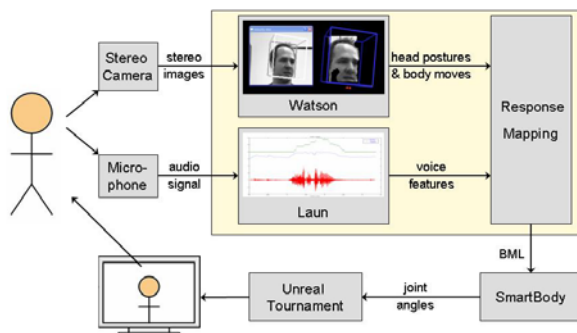 Stereo
Camera
stereo
images
Watson
head postures
& body moves
Response
Mapping
Micro-
phone
audio
signal
Laun
voice
features
BML
Unreal
Tournament
joint
angles
SmartBody